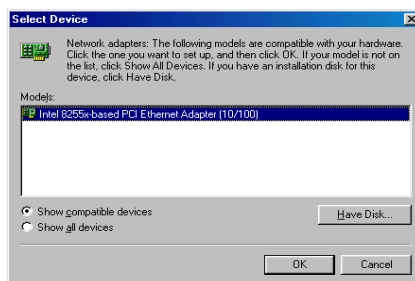 Select Device
Network adapters: The following models are compatible with your hardware.
Click the one you want to set up, and then click OK. If your model is not on
the list, click Show All Devices. If you have an installation disk for this
device, click Have Disk.
Models:
Intel 8255x-based PCI Ethernet Adapter (10/100)
Show compatible devices
Show all devices
Have Disk...
OK
Cancel